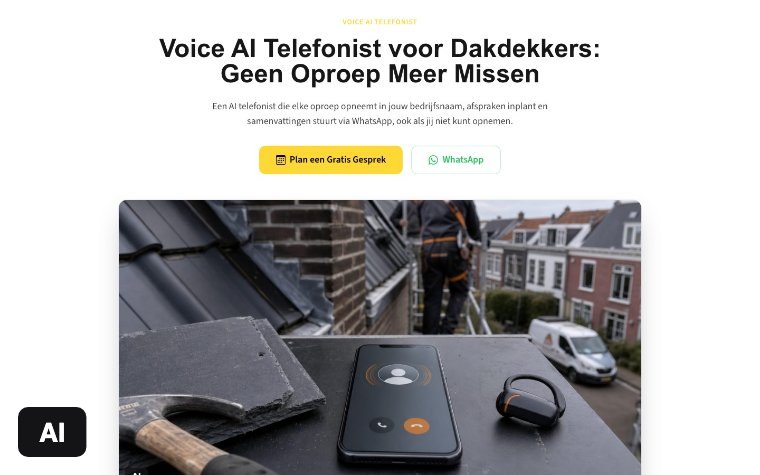 VOICE AI TELEFONIST
Voice AI Telefonist voor Dakdekkers:
Geen Oproep Meer Missen
Een AI telefonist die elke oproep opneemt in jouw bedrijfsnaam, afspraken inplant en
samenvattingen stuurt via WhatsApp, ook als jij niet kunt opnemen.
Plan een Gratis Gesprek
WhatsApp
AI